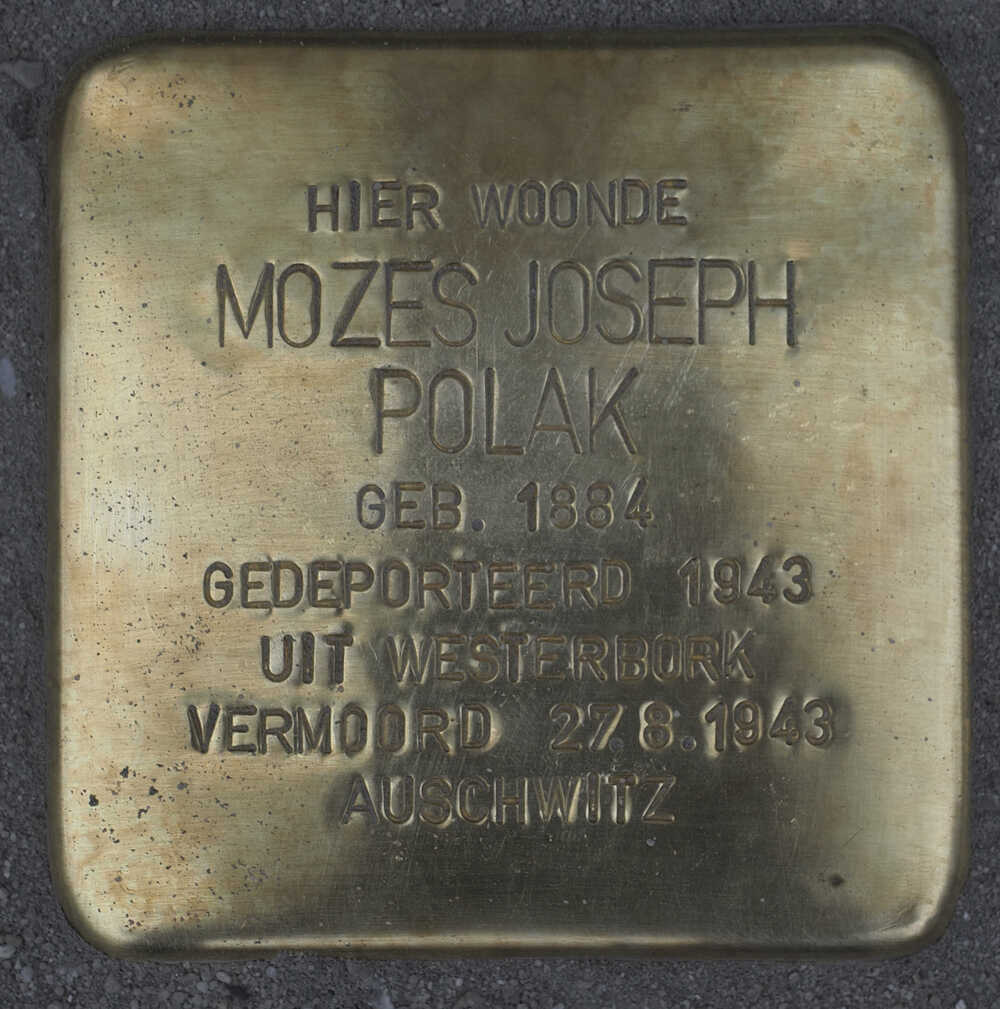 HIER WOONDE
MOZES JOSEPH
POLAK
GEB. 1884
GEDEPORTEERD 1943
UIT WESTERBORK
VERMOORD 27.8.1943
AUSCHWITZ